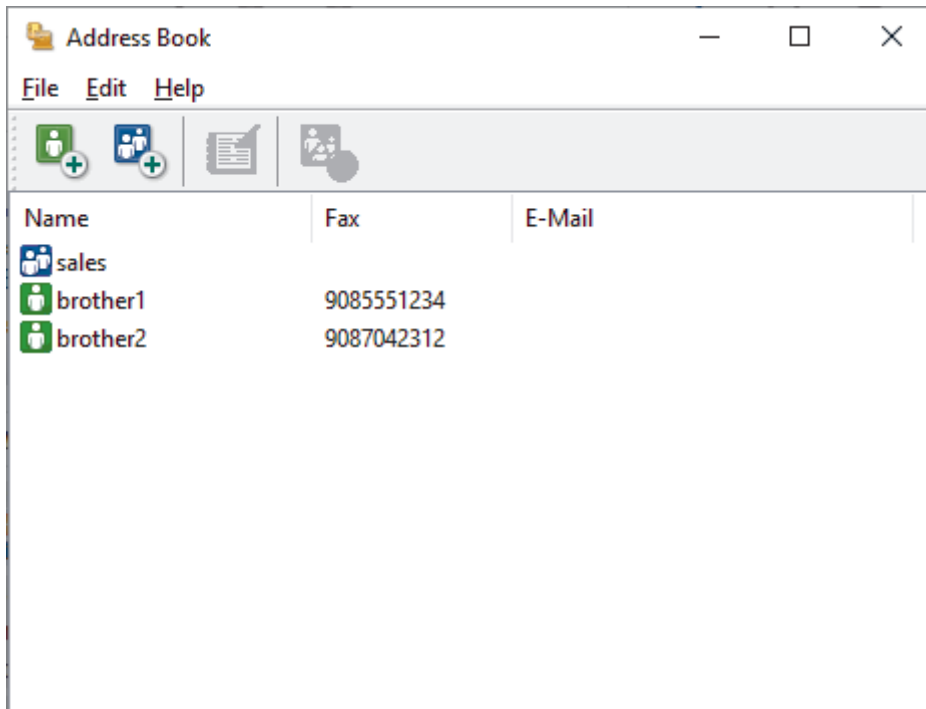 Address Book
File Edit Help
Name Fax E-Mail
sales
brother1 9085551234
brother2 9087042312